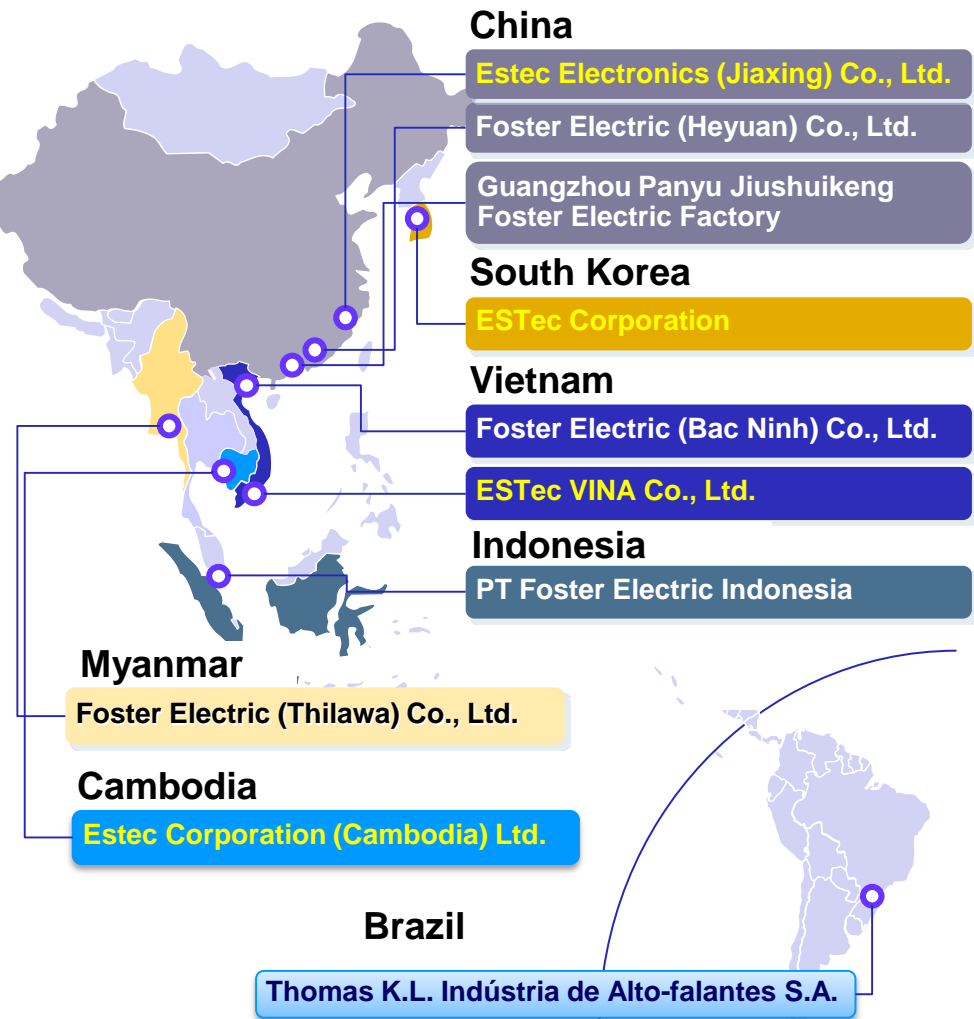 China
Estec Electronics (Jiaxing) Co., Ltd.
Foster Electric (Heyuan) Co., Ltd.
Guangzhou Panyu Jiushuikeng
Foster Electric Factory
South Korea
ESTec Corporation
Vietnam
Foster Electric (Bac Ninh) Co., Ltd.
ESTec VINA Co., Ltd.
Indonesia
PT Foster Electric Indonesia
Myanmar
Foster Electric (Thilawa) Co., Ltd.
Cambodia
Estec Corporation (Cambodia) Ltd.
Brazil
Thomas K.L. Indústria de Alto-falantes S.A.